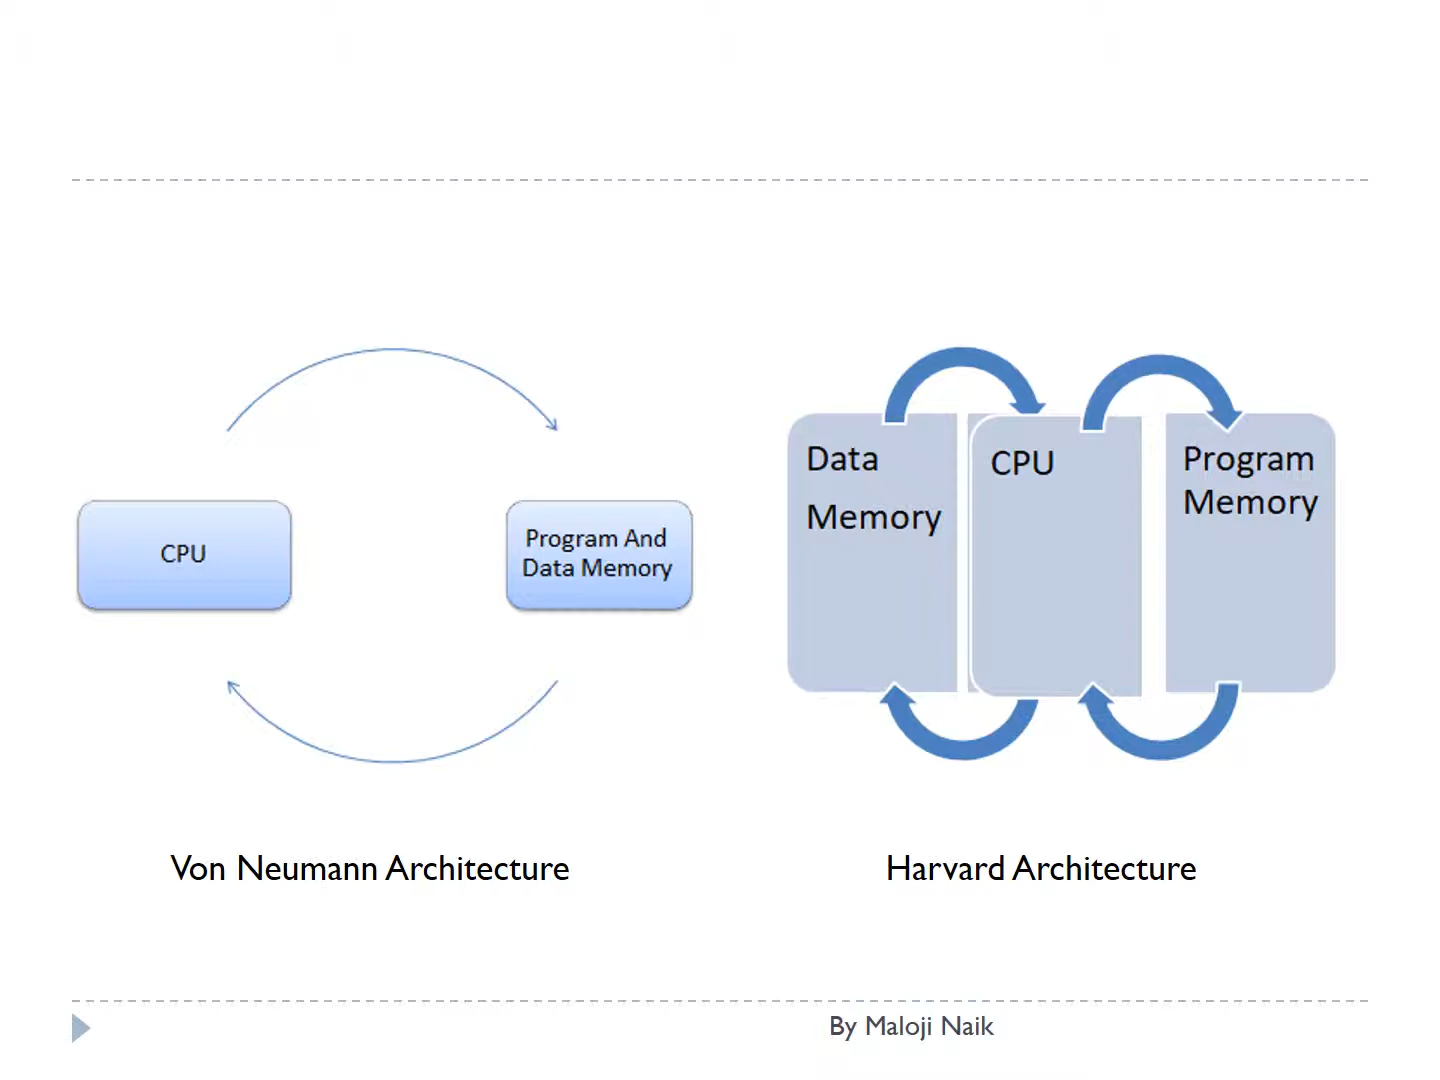 CPU
Program And
Data Memory
Von Neumann Architecture
Data
Memory
CPU
Program
Memory
Harvard Architecture
By Maloji Naik